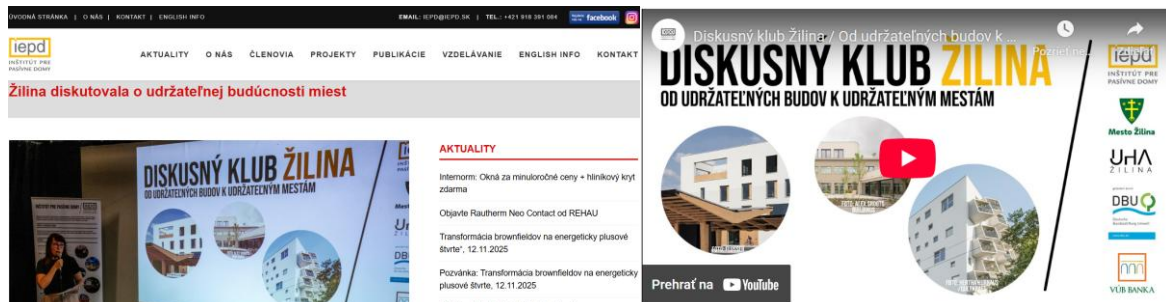 ÚVODNÁ STRÁNKA | O NÁS | KONTAKT | ENGLISH INFO
EMAIL: IEPD@IEPD.SK | TEL.: +421 918 391 084
facebook
iepd
INŠTITÚT PRE
PASÍVNE DOMY
AKTUALITY O NÁS ČLENOVIA PROJEKTY PUBLIKÁCIE VZDELÁVANIE ENGLISH INFO KONTAKT
Žilina diskutovala o udržateľnej budúcnosti miest
DISKUSNÝ KLUB ŽILINA
OD UDRŽATEĽNÝCH BUDOV K UDRŽATEĽNÝM MESTÁM
AKTUALITY
Internorm: Okná za minuloročné ceny + hliníkový kryt
zdarma
Objavte Rautherm Neo Contact od REHAU
Transformácia brownfieldov na energeticky plusové
štvrte“, 12.11.2025
Pozvánka: Transformácia brownfieldov na energeticky
plusové štvrte, 12.11.2025
Diskusný klub Žilina / Od udržateľných budov k ...
DISKUSNÝ KLUB ŽILINA
OD UDRŽATEĽNÝCH BUDOV K UDRŽATEĽNÝM MESTÁM
iepd
INŠTITÚT PRE
PASÍVNE DOMY
Mesto Žilina
UHA
ŽILINA
DBU
VÚB BANKA
Prehrať na YouTube